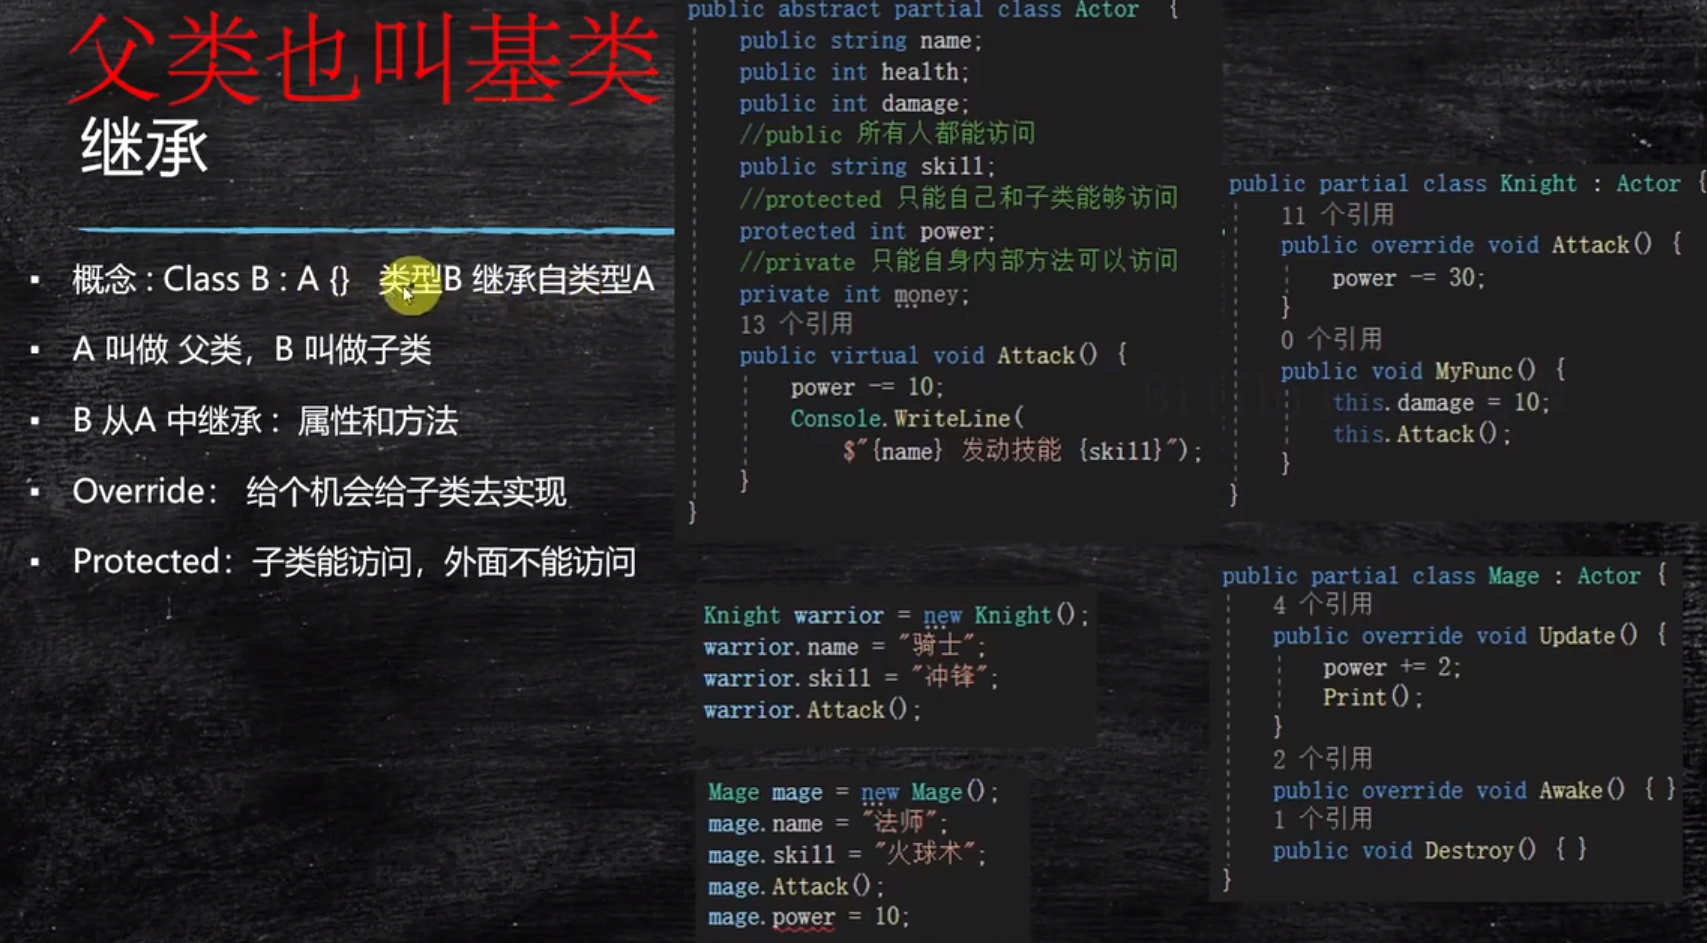 父类也叫基类
继承
▪ 概念 : Class B : A {} 类型B 继承自类型A
▪ A 叫做 父类，B 叫做子类
▪ B 从A 中继承 : 属性和方法
▪ Override： 给个机会给子类去实现
▪ Protected：子类能访问，外面不能访问
public abstract partial class Actor {
public string name;
public int health;
public int damage;
//public 所有人都能访问
public string skill;
//protected 只能自己和子类能够访问
protected int power;
//private 只能自身内部方法可以访问
private int money;
13 个引用
public virtual void Attack() {
power -= 10;
Console.WriteLine(
$"{name} 发动技能 {skill}");
}
}
Knight warrior = new Knight();
warrior.name = "骑士";
warrior.skill = "冲锋";
warrior.Attack();
Mage mage = new Mage();
mage.name = "法师";
mage.skill = "火球术";
mage.Attack();
mage.power = 10;
public partial class Knight : Actor {
11 个引用
public override void Attack() {
power -= 30;
}
0 个引用
public void MyFunc() {
this.damage = 10;
this.Attack();
}
}
public partial class Mage : Actor {
4 个引用
public override void Update() {
power += 2;
Print();
}
2 个引用
public override void Awake() { }
1 个引用
public void Destroy() { }
}